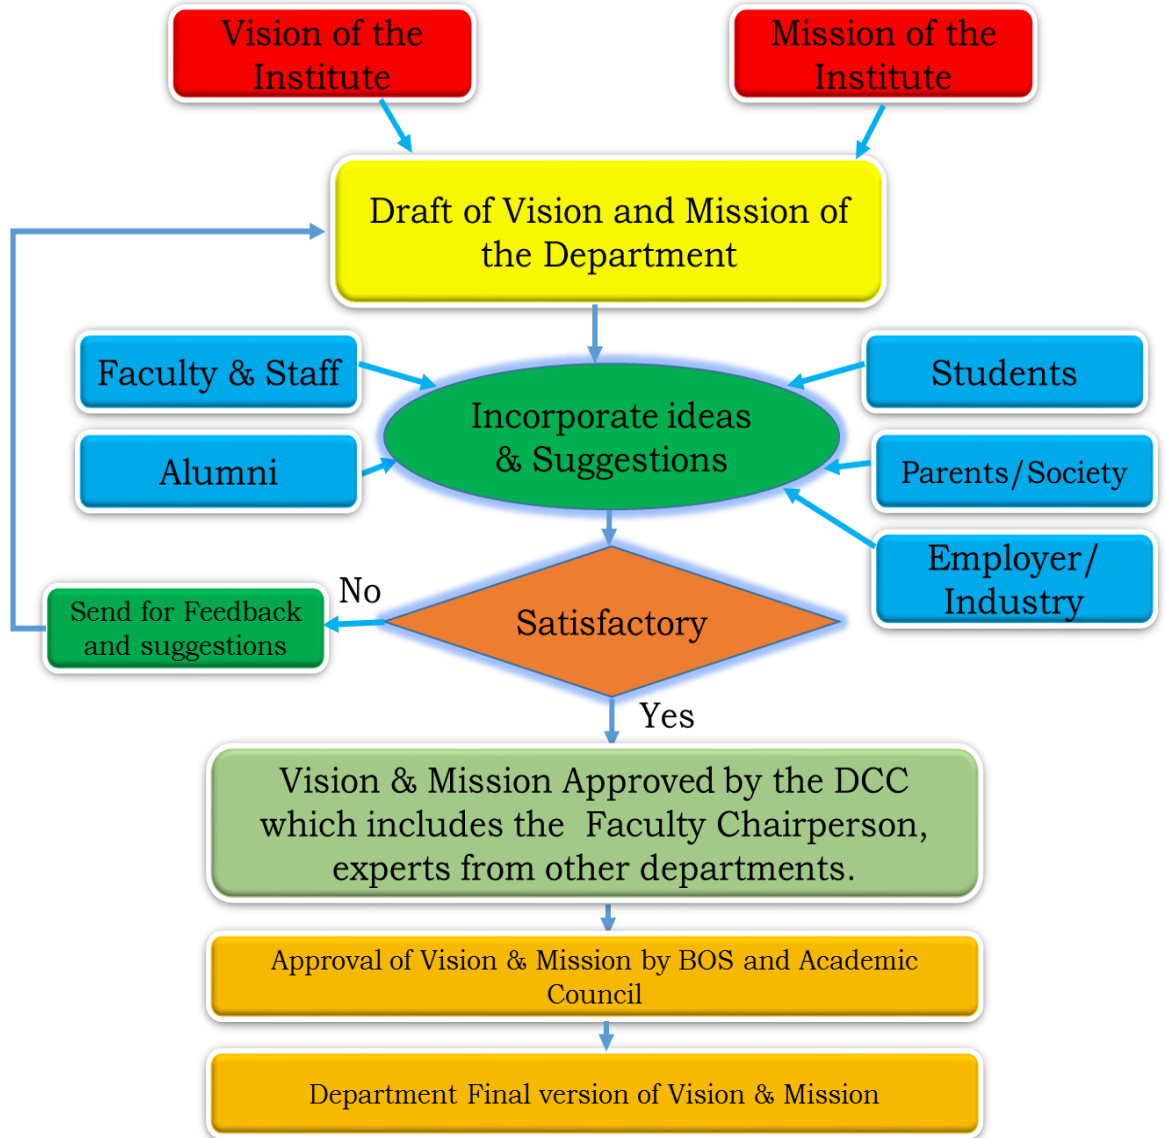 Vision of the
Institute
Mission of the
Institute
Draft of Vision and Mission of
the Department
Faculty & Staff
Students
Incorporate ideas
& Suggestions
Alumni
Parents/Society
Employer/
Industry
No
Send for Feedback
and suggestions
Satisfactory
Yes
Vision & Mission Approved by the DCC
which includes the  Faculty Chairperson,
experts from other departments.
Approval of Vision & Mission by BOS and Academic
Council
Department Final version of Vision & Mission